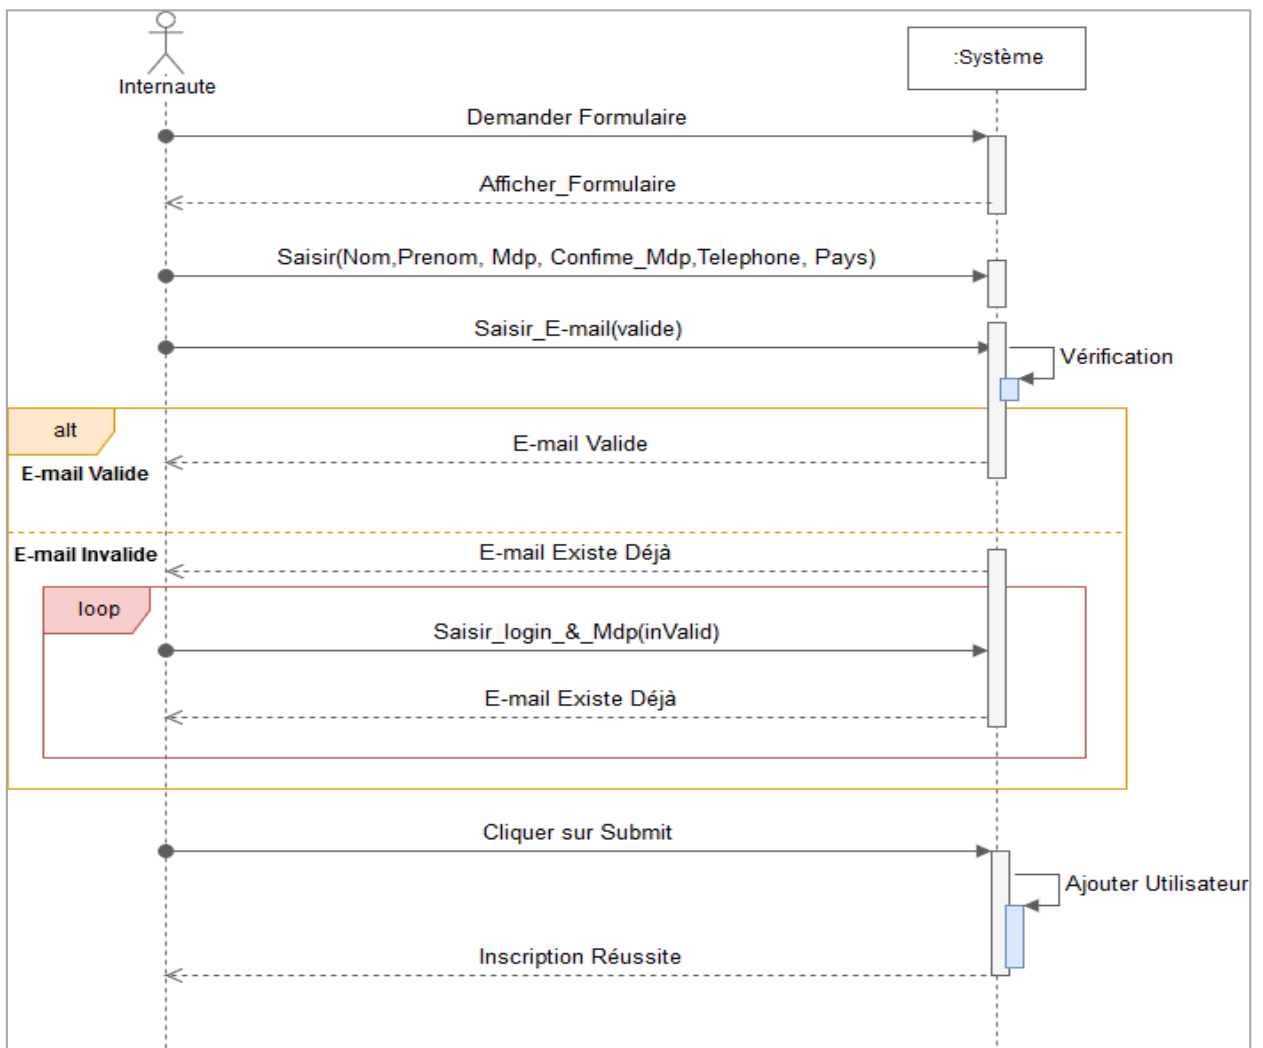 :Système
Internaute
Demander Formulaire
Afficher_Formulaire
Saisir(Nom,Prenom, Mdp, Confime_Mdp,Telephone, Pays)
Saisir_E-mail(valide)
Vérification
alt
E-mail Valide
E-mail Valide
E-mail Invalide
E-mail Existe Déjà
loop
Saisir_login_&_Mdp(inValid)
E-mail Existe Déjà
Cliquer sur Submit
Ajouter Utilisateur
Inscription Réussite